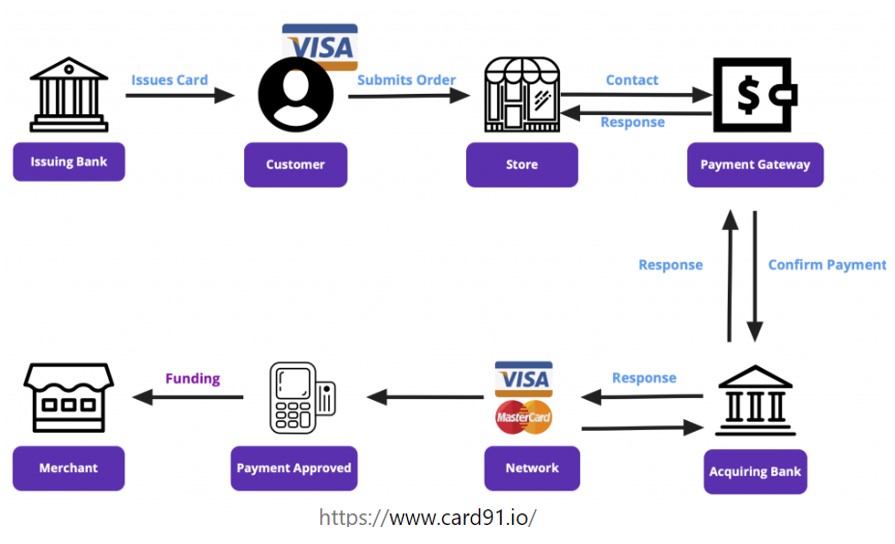 VISA
Issues Card
Submits Order
Contact
Response
$
Issuing Bank
Customer
Store
Payment Gateway
Response
Confirm Payment
Funding
VISA
MasterCard
Response
Merchant
Payment Approved
Network
Acquiring Bank
https://www.card91.io/